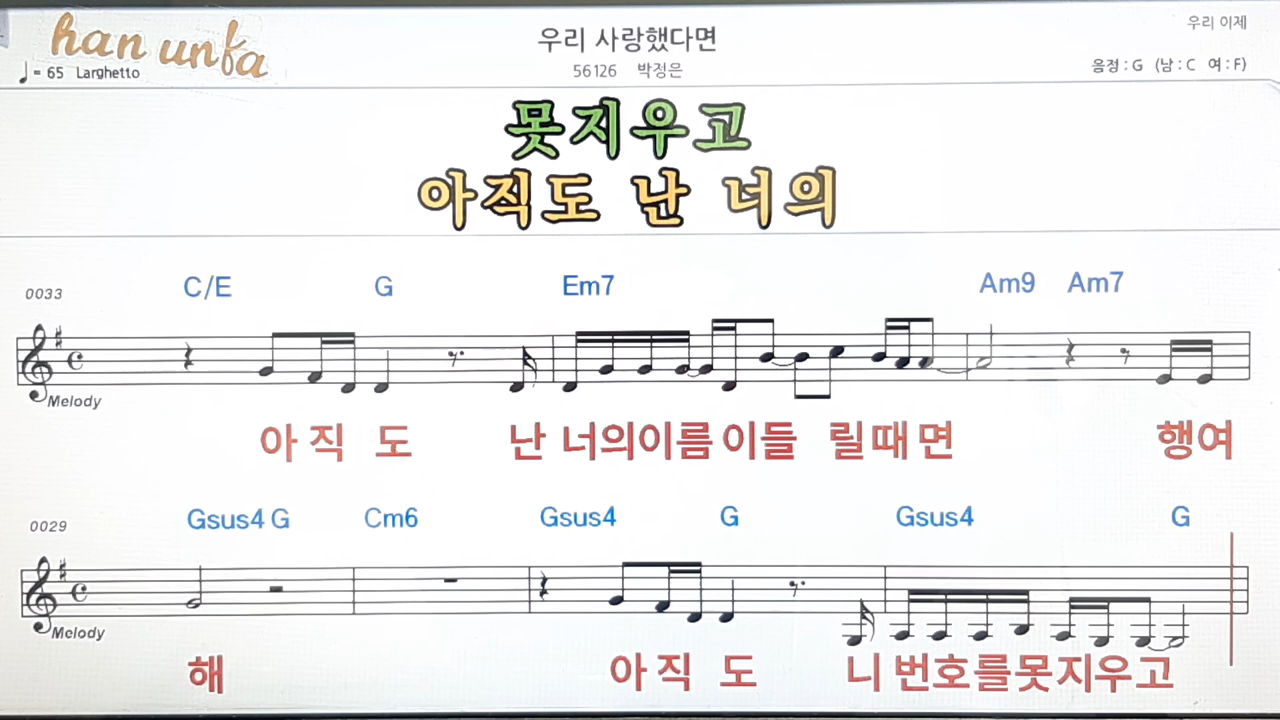 han unfa
♩= 65 Larghetto
우리 사랑했다면
56126 박정은
우리 이제
음정 : G (남 : C 여 : F)
못지우고
아직도 난 너의
0033
C/E G Em7 Am9 Am7
Melody
아 직 도 난 너의이름 이들 릴때 면 행여
0029
Gsus4 G Cm6 Gsus4 G Gsus4 G
Melody
해 아 직 도 니 번호를못지우고